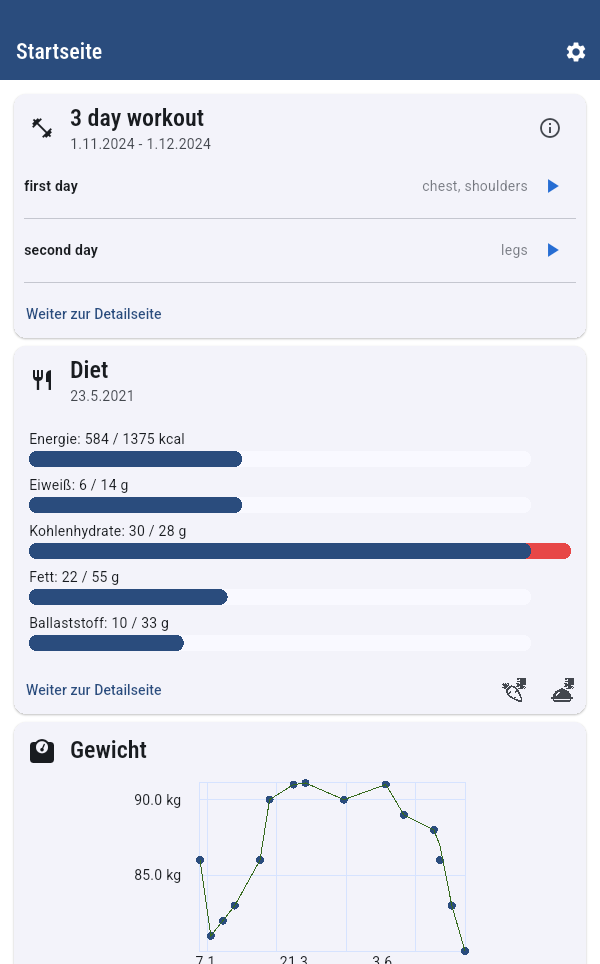 Startseite
3 day workout
1.11.2024 - 1.12.2024
first day chest, shoulders
second day legs
Weiter zur Detailseite
Diet
23.5.2021
Energie: 584 / 1375 kcal
Eiweiß: 6 / 14 g
Kohlenhydrate: 30 / 28 g
Fett: 22 / 55 g
Ballaststoff: 10 / 33 g
Weiter zur Detailseite
Gewicht
90.0 kg
85.0 kg
7.1 21.3 3.6